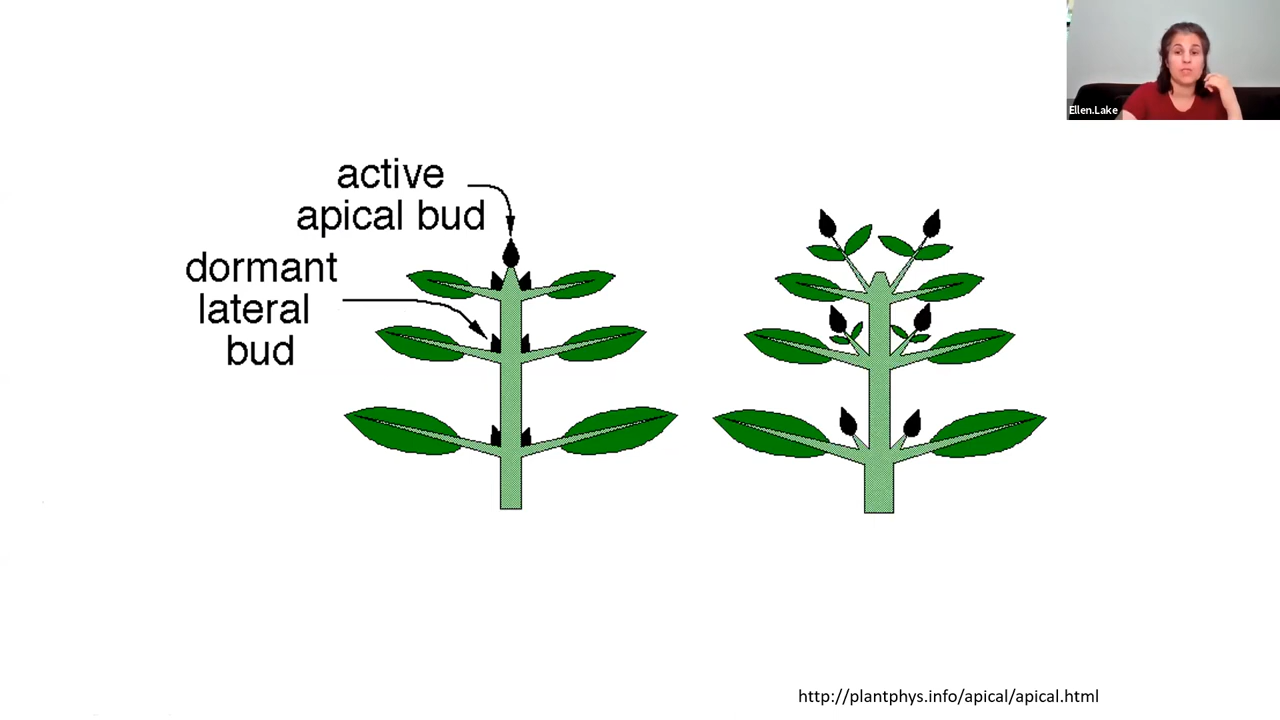 Ellen.Lake
active
apical bud
dormant
lateral
bud
http://plantphys.info/apical/apical.html